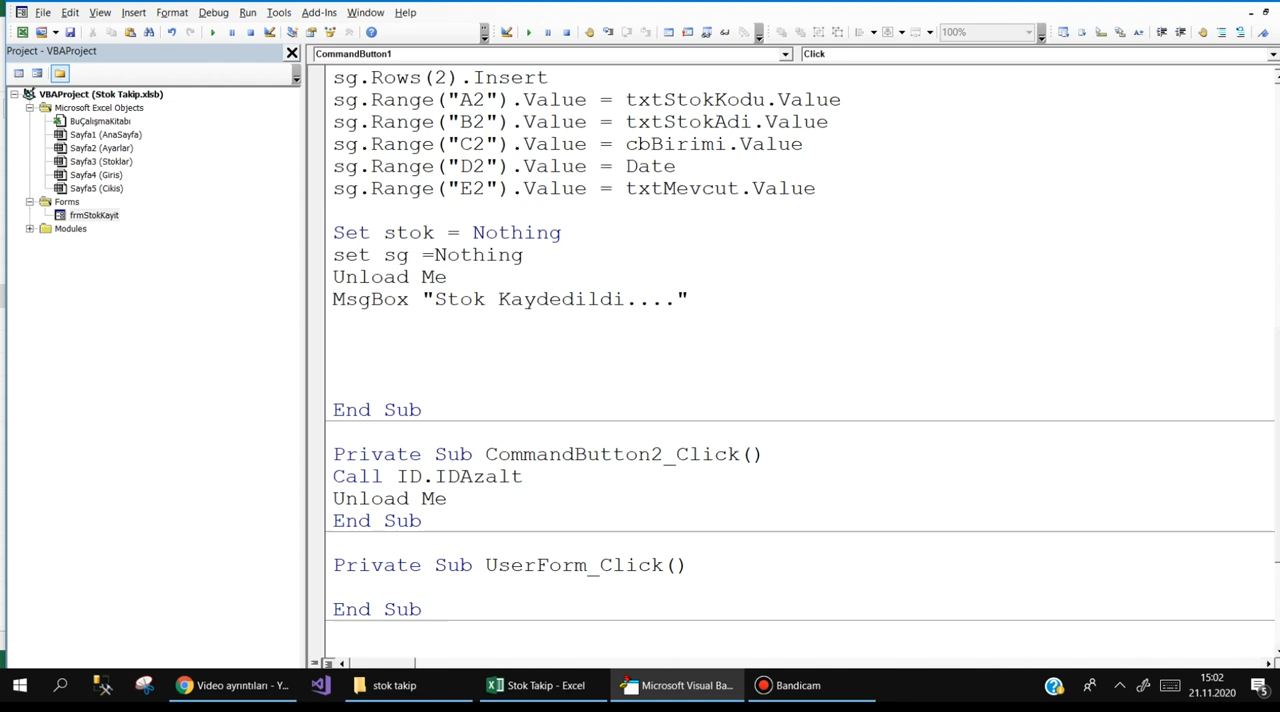 File Edit View Insert Format Debug Run Tools Add-Ins Window Help
100%
Project - VBAProject
CommandButton1
Click
VBAProject (Stok Takip.xlsb)
Microsoft Excel Objects
BuÇalışmaKitabı
Sayfa1 (AnaSayfa)
Sayfa2 (Ayarlar)
Sayfa3 (Stoklar)
Sayfa4 (Giris)
Sayfa5 (Cikis)
Forms
frmStokKayit
Modules
sg.Rows(2).Insert
sg.Range("A2").Value = txtStokKodu.Value
sg.Range("B2").Value = txtStokAdi.Value
sg.Range("C2").Value = cbBirimi.Value
sg.Range("D2").Value = Date
sg.Range("E2").Value = txtMevcut.Value
Set stok = Nothing
set sg =Nothing
Unload Me
MsgBox "Stok Kaydedildi...."
End Sub
Private Sub CommandButton2_Click()
Call ID.IDAzalt
Unload Me
End Sub
Private Sub UserForm_Click()
End Sub
Video ayrıntıları - Y...
stok takip
Stok Takip - Excel
Microsoft Visual Ba...
Bandicam
15:02
21.11.2020
5